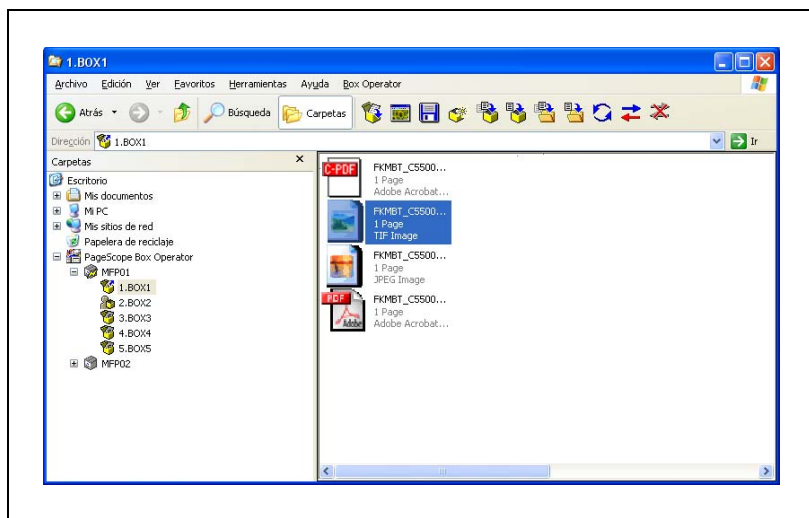 1.BOX1
Archivo Edición Ver Favoritos Herramientas Ayuda Box Operator
Atrás Búsqueda Carpetas
Dirección 1.BOX1 Ir
Carpetas
Escritorio
Mis documentos
Mi PC
Mis sitios de red
Papelera de reciclaje
PageScope Box Operator
MFP01
1.BOX1
2.BOX2
3.BOX3
4.BOX4
5.BOX5
MFP02
C-PDF
FKMBT_C5500...
1 Page
Adobe Acrobat...
FKMBT_C5500...
1 Page
TIF Image
FKMBT_C5500...
1 Page
JPEG Image
PDF
Adobe
FKMBT_C5500...
1 Page
Adobe Acrobat...